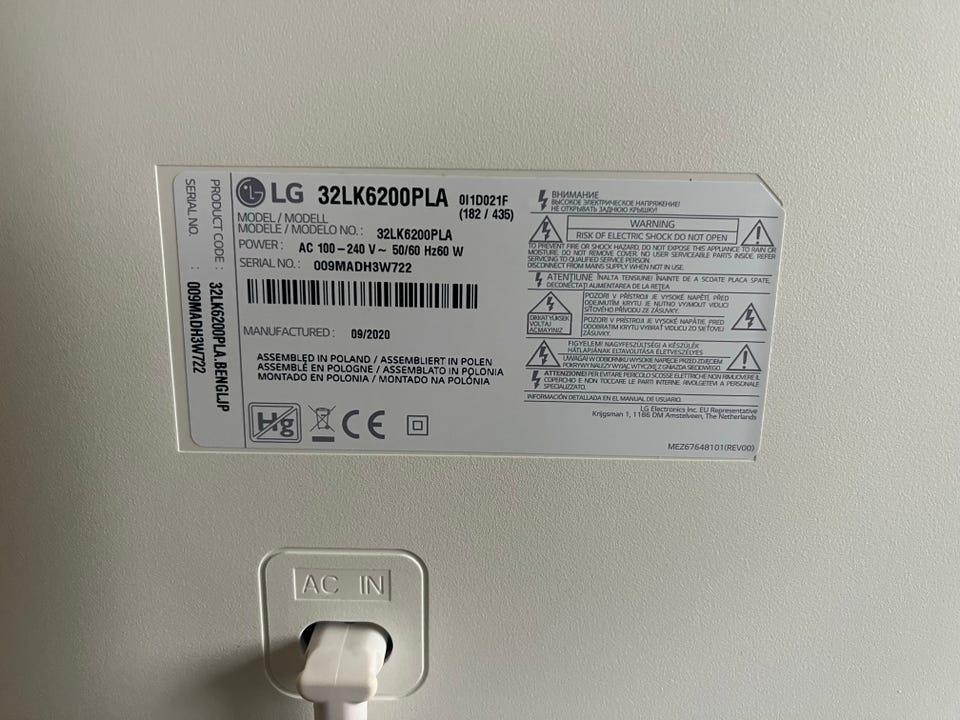 PRODUCT CODE : 32LK6200PLA.BENGLJP
SERIAL NO. : 009MADH3W722
LG 32LK6200PLA 0I1D021F
(182 / 435)
MODEL / MODELL
MODÈLE / MODELO NO.: 32LK6200PLA
POWER: AC 100 – 240 V ~ 50/60 Hz60 W
SERIAL NO.: 009MADH3W722
MANUFACTURED: 09/2020
ASSEMBLED IN POLAND / ASSEMBLIERT IN POLEN
ASSEMBLÉ EN POLOGNE / ASSEMBLATO IN POLONIA
MONTADO EN POLONIA / MONTADO NA POLÓNIA
Hg
CE
ВНИМАНИЕ
ВЫСОКОЕ ЭЛЕКТРИЧЕСКОЕ НАПРЯЖЕНИЕ!
НЕ ОТКРЫВАТЬ ЗАДНЮЮ КРЫШКУ!
WARNING
RISK OF ELECTRIC SHOCK DO NOT OPEN
TO PREVENT FIRE OR SHOCK HAZARD, DO NOT EXPOSE THIS APPLIANCE TO RAIN OR
MOISTURE. DO NOT REMOVE COVER. NO USER SERVICEABLE PARTS INSIDE. REFER
SERVICING TO QUALIFIED SERVICE PERSON.
DISCONNECT FROM MAINS SUPPLY WHEN NOT IN USE.
ATENŢIUNE ÎNALTA TENSIUNE! ÎNAINTE DE A SCOATE PLACA SPATE,
DECONECTAŢI ALIMENTAREA DE LA REŢEA
DİKKAT YÜKSEK
VOLTAJ
AÇMAYINIZ
POZOR! V PŘÍSTROJI JE VYSOKÉ NAPĚTÍ. PŘED
ODEJMUTÍM KRYTU JE NUTNO VYJMOUT VIDLICI
SÍŤOVÉHO PŘÍVODU ZE ZÁSUVKY.
POZOR! V PRÍSTROJI JE VYSOKÉ NAPÄTIE. PRED
ODOBRATÍM KRYTU VYBRAŤ VIDLICU ZO SIEŤOVEJ
ZÁSUVKY.
FIGYELEM! NAGYFESZÜLTSÉG! A KÉSZÜLÉK
HÁTLAPJÁNAK ELTÁVOLÍTÁSA ÉLETVESZÉLYES
UWAGA! W ODBIORNIKU WYSOKIE NAPIĘCIE PRZED ZDJĘCIEM
POKRYWY NALEŻY WYJĄĆ WTYCZKĘ Z GNIAZDA SIECIOWEGO
ATTENZIONE! PER EVITARE PERICOLO SCOSSE ELETTRICHE NON RIMUOVERE IL
COPERCHIO E NON TOCCARE LE PARTI INTERNE. RIVOLGETEVI A PERSONALE
SPECIALIZZATO.
INFORMACIÓN DETALLADA EN EL MANUAL DE USUARIO.
LG Electronics Inc. EU Representative
Krijgsman 1, 1186 DM Amstelveen, The Netherlands
MEZ67648101(REV00)
AC IN